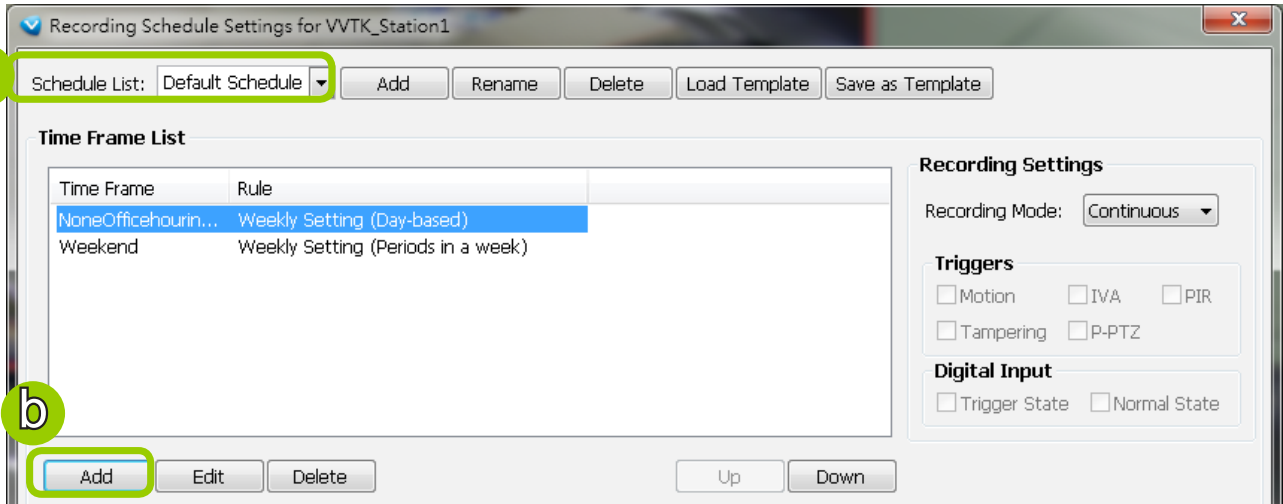 Recording Schedule Settings for VVTK_Station1
Schedule List: Default Schedule Add Rename Delete Load Template Save as Template
Time Frame List
Recording Settings
Time Frame Rule
Recording Mode: Continuous
NoneOfficehourin... Weekly Setting (Day-based)
Weekend Weekly Setting (Periods in a week)
Triggers
Motion IVA PIR
Tampering P-PTZ
Digital Input
Trigger State Normal State
b
Add Edit Delete Up Down